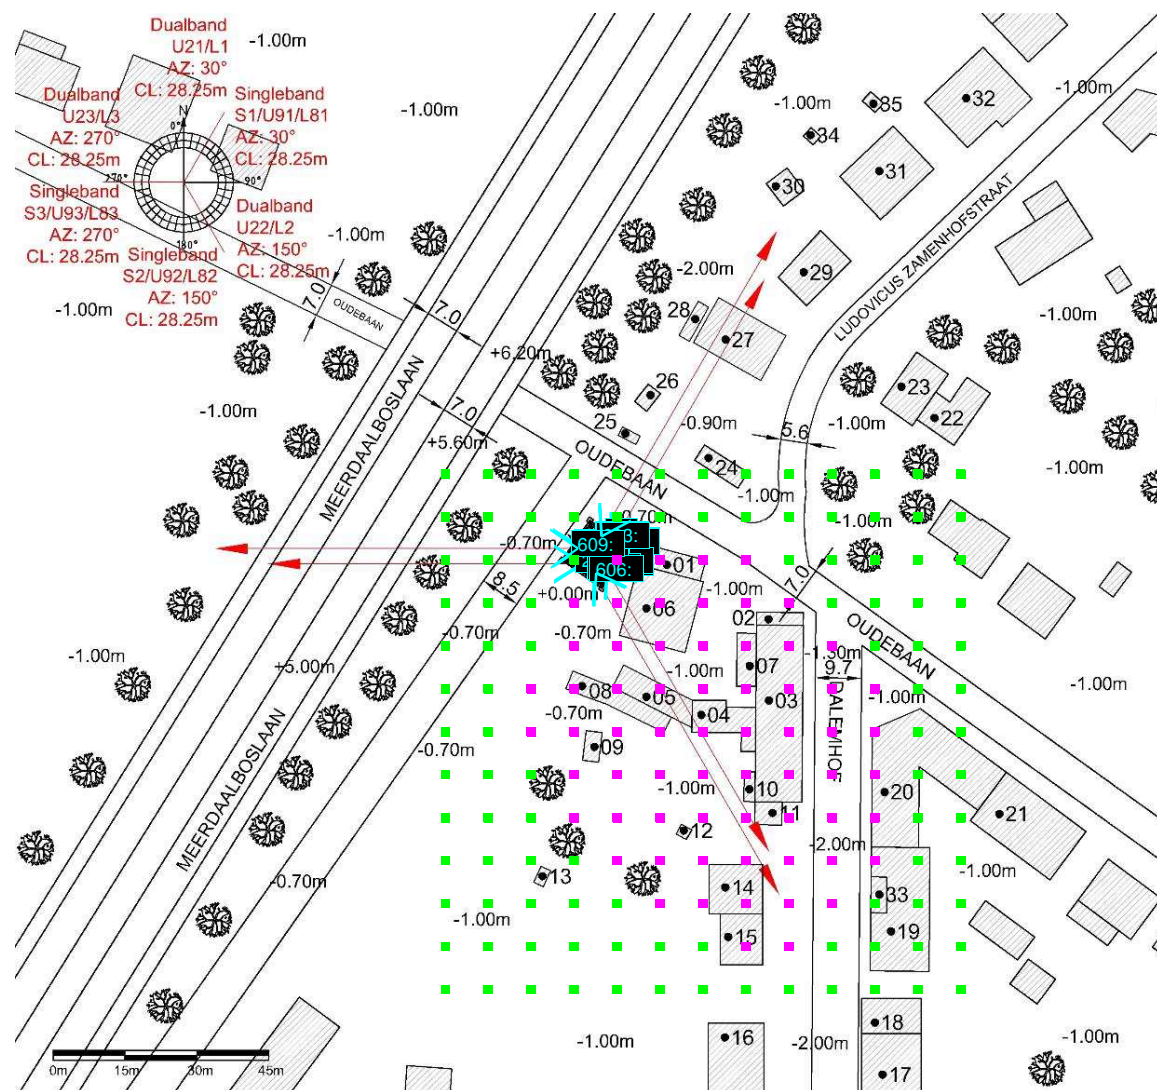 Dualband
U21/L1
AZ: 30°
CL: 28.25m
Dualband
U23/L3
AZ: 270°
CL: 28.25m
Singleband
S1/U91/L81
AZ: 30°
CL: 28.25m
N
0°
270°
90°
180°
Singleband
S3/U93/L83
AZ: 270°
CL: 28.25m
Dualband
U22/L2
AZ: 150°
CL: 28.25m
Singleband
S2/U92/L82
AZ: 150°
CL: 28.25m
-1.00m
-1.00m
-1.00m
-1.00m
35
32
34
31
30
-1.00m
-2.00m
29
LUDOVICUS ZAMENHOFSTRAAT
-1.00m
7.0
OUDEBAAN
7.0
28
27
-1.00m
+6.20m
MEERDAALBOSLAAN
26
23
22
-1.00m
7.0
25
-0.90m
5.6
-1.00m
+5.60m
OUDEBAAN
24
-1.00m
-1.00m
-0.70m
-1.00m
-0.70m
609:
3:
606:
01
8.5
+0.00m
-1.00m
7.0
06
02
-0.70m
-0.70m
OUDEBAAN
-1.00m
+5.00m
-1.00m
07
-1.30m
9.7
-1.00m
-1.00m
08
05
03
04
DALEMHOF
-0.70m
MEERDAALBOSLAAN
-0.70m
09
-1.00m
10
20
11
21
12
-2.00m
-0.70m
13
14
33
-1.00m
-1.00m
15
19
18
16
-1.00m
-2.00m
-1.00m
17
0m
15m
30m
45m